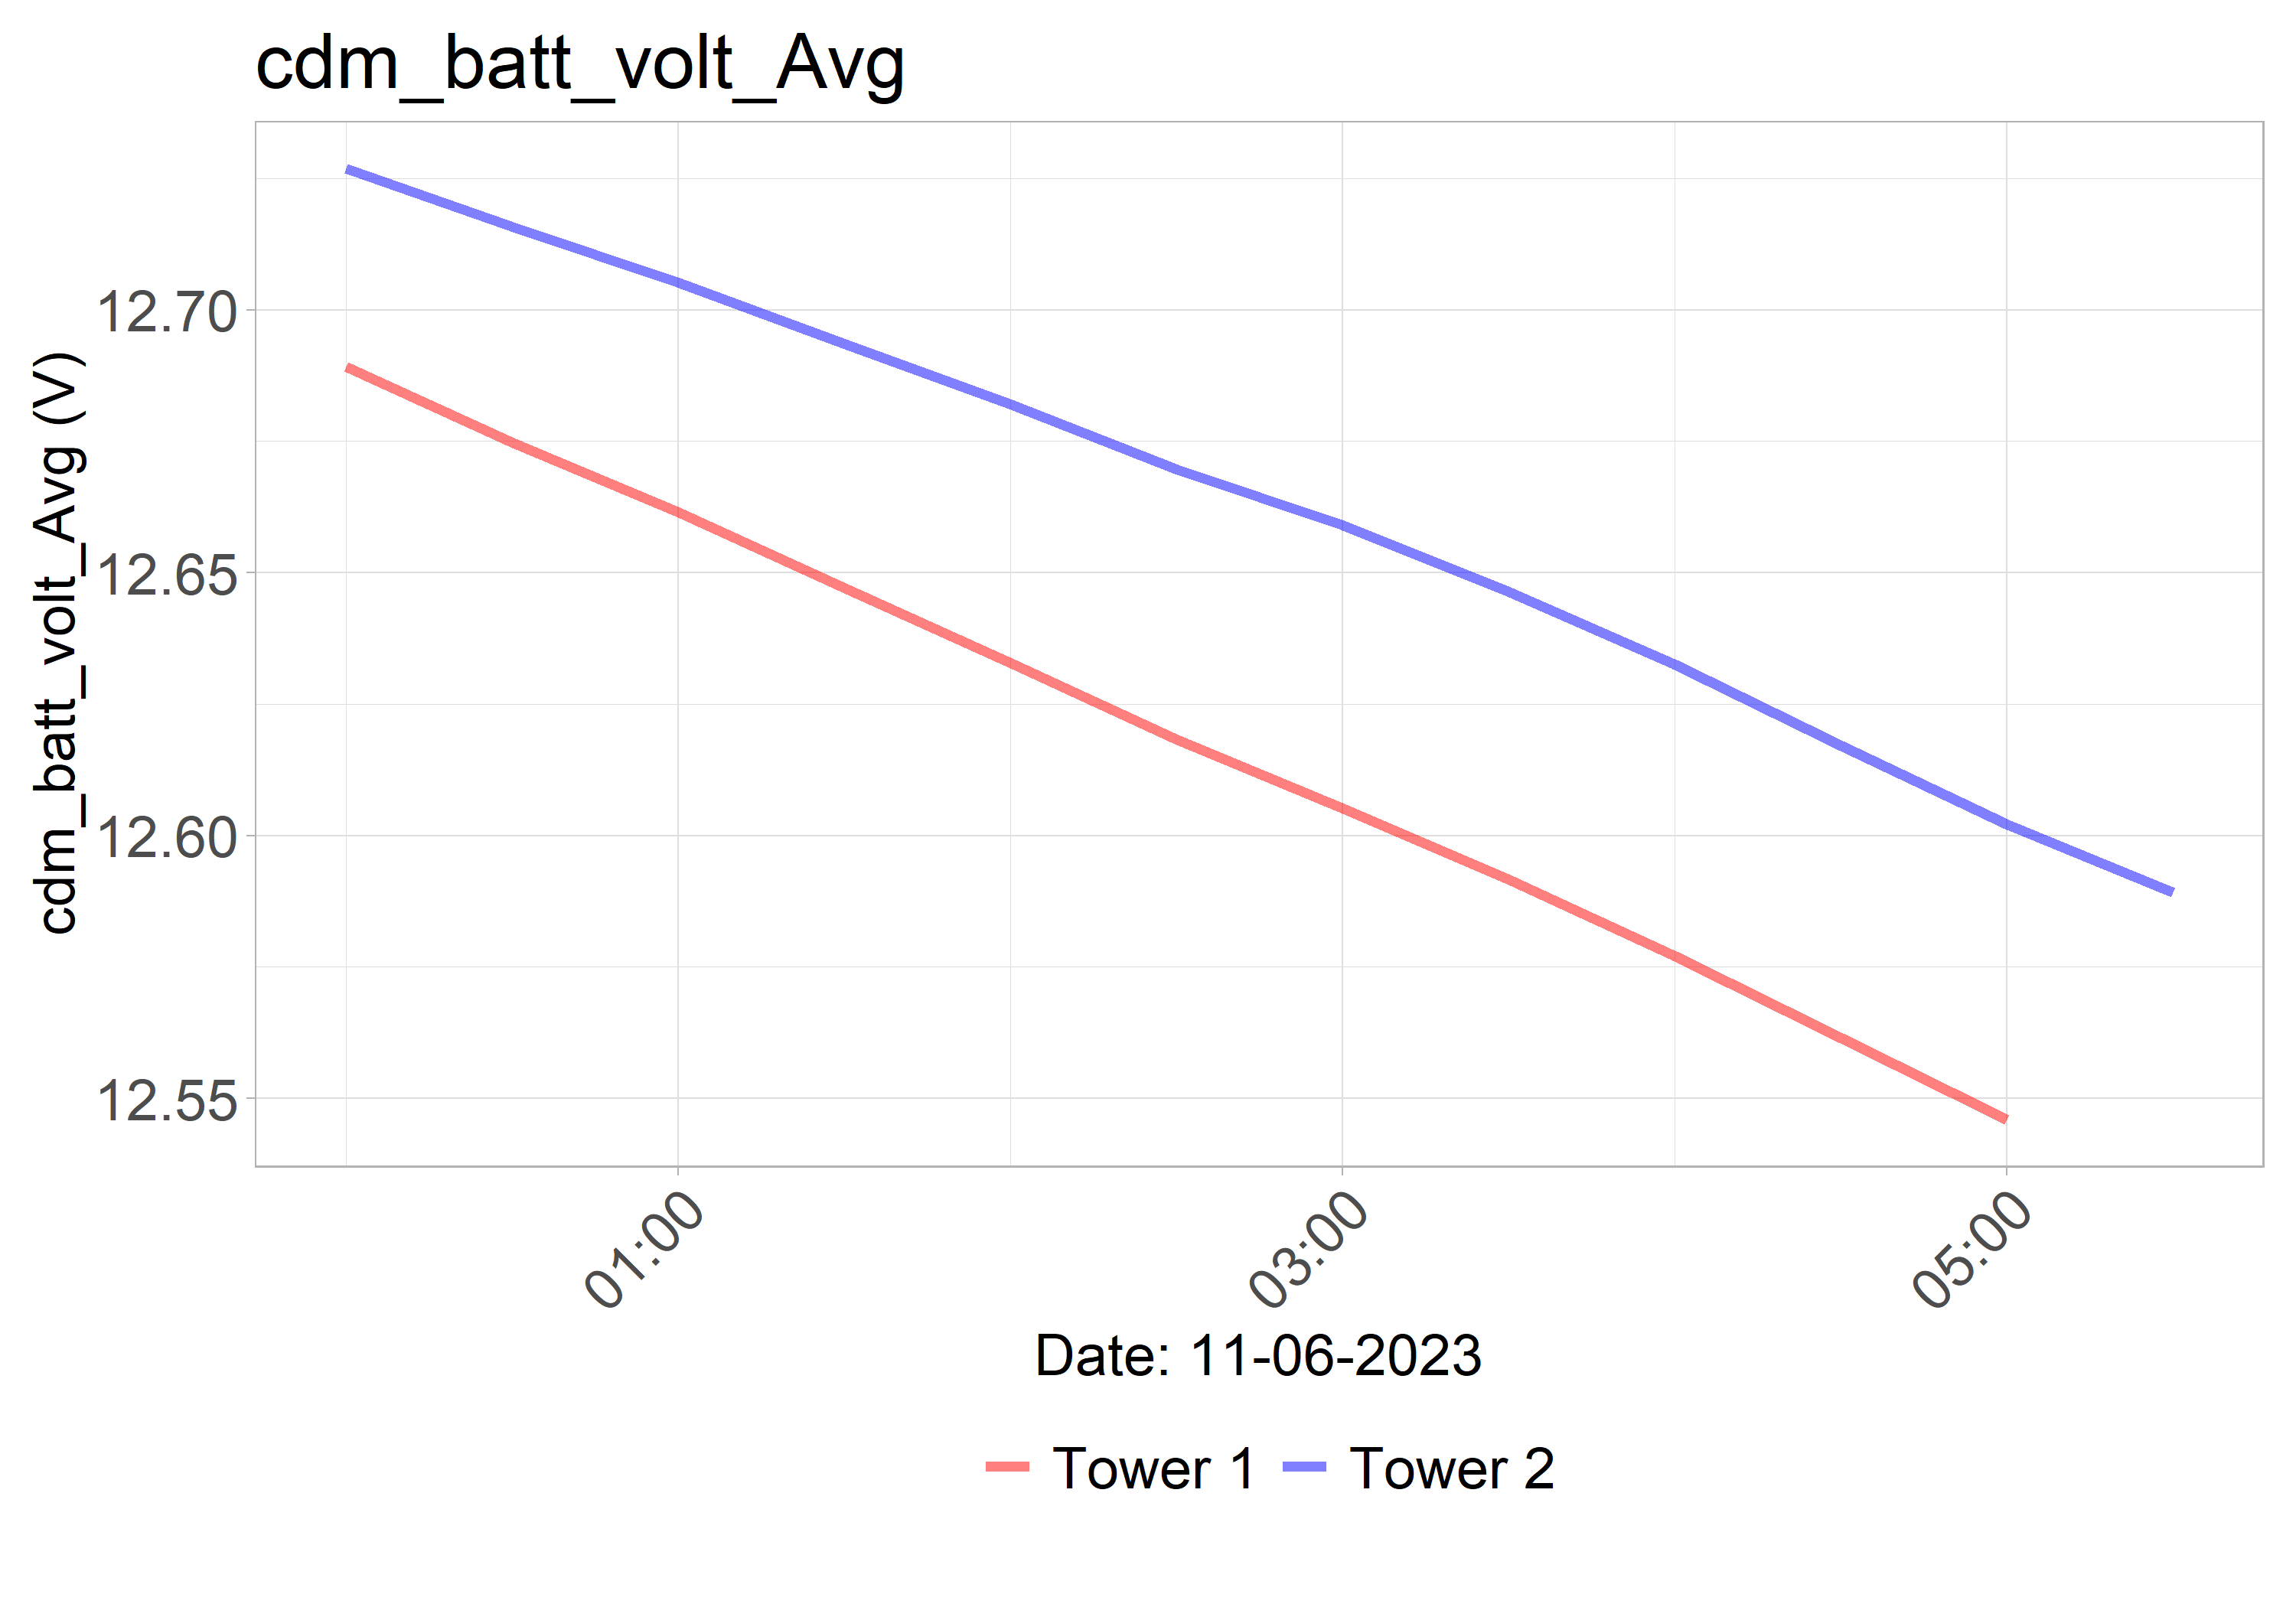 cdm_batt_volt_Avg
cdm_batt_volt_Avg (V)
12.70
12.65
12.60
12.55
01:00
03:00
05:00
Date: 11-06-2023
Tower 1
Tower 2